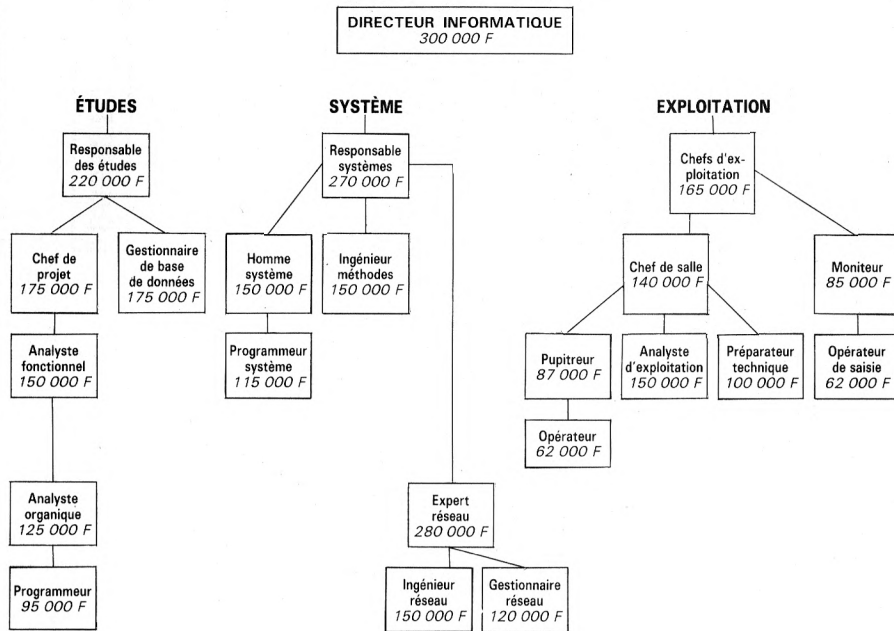 DIRECTEUR INFORMATIQUE
300 000 F
ÉTUDES
Responsable
des études
220 000 F
Chef de
projet
175 000 F
Gestionnaire
de base
de données
175 000 F
Analyste
fonctionnel
150 000 F
Analyste
organique
125 000 F
Programmeur
95 000 F
SYSTÈME
Responsable
systèmes
270 000 F
Homme
système
150 000 F
Ingénieur
méthodes
150 000 F
Programmeur
système
115 000 F
Expert
réseau
280 000 F
Ingénieur
réseau
150 000 F
Gestionnaire
réseau
120 000 F
EXPLOITATION
Chefs d'ex-
ploitation
165 000 F
Chef de salle
140 000 F
Moniteur
85 000 F
Pupitreur
87 000 F
Analyste
d'exploitation
150 000 F
Préparateur
technique
100 000 F
Opérateur
de saisie
62 000 F
Opérateur
62 000 F